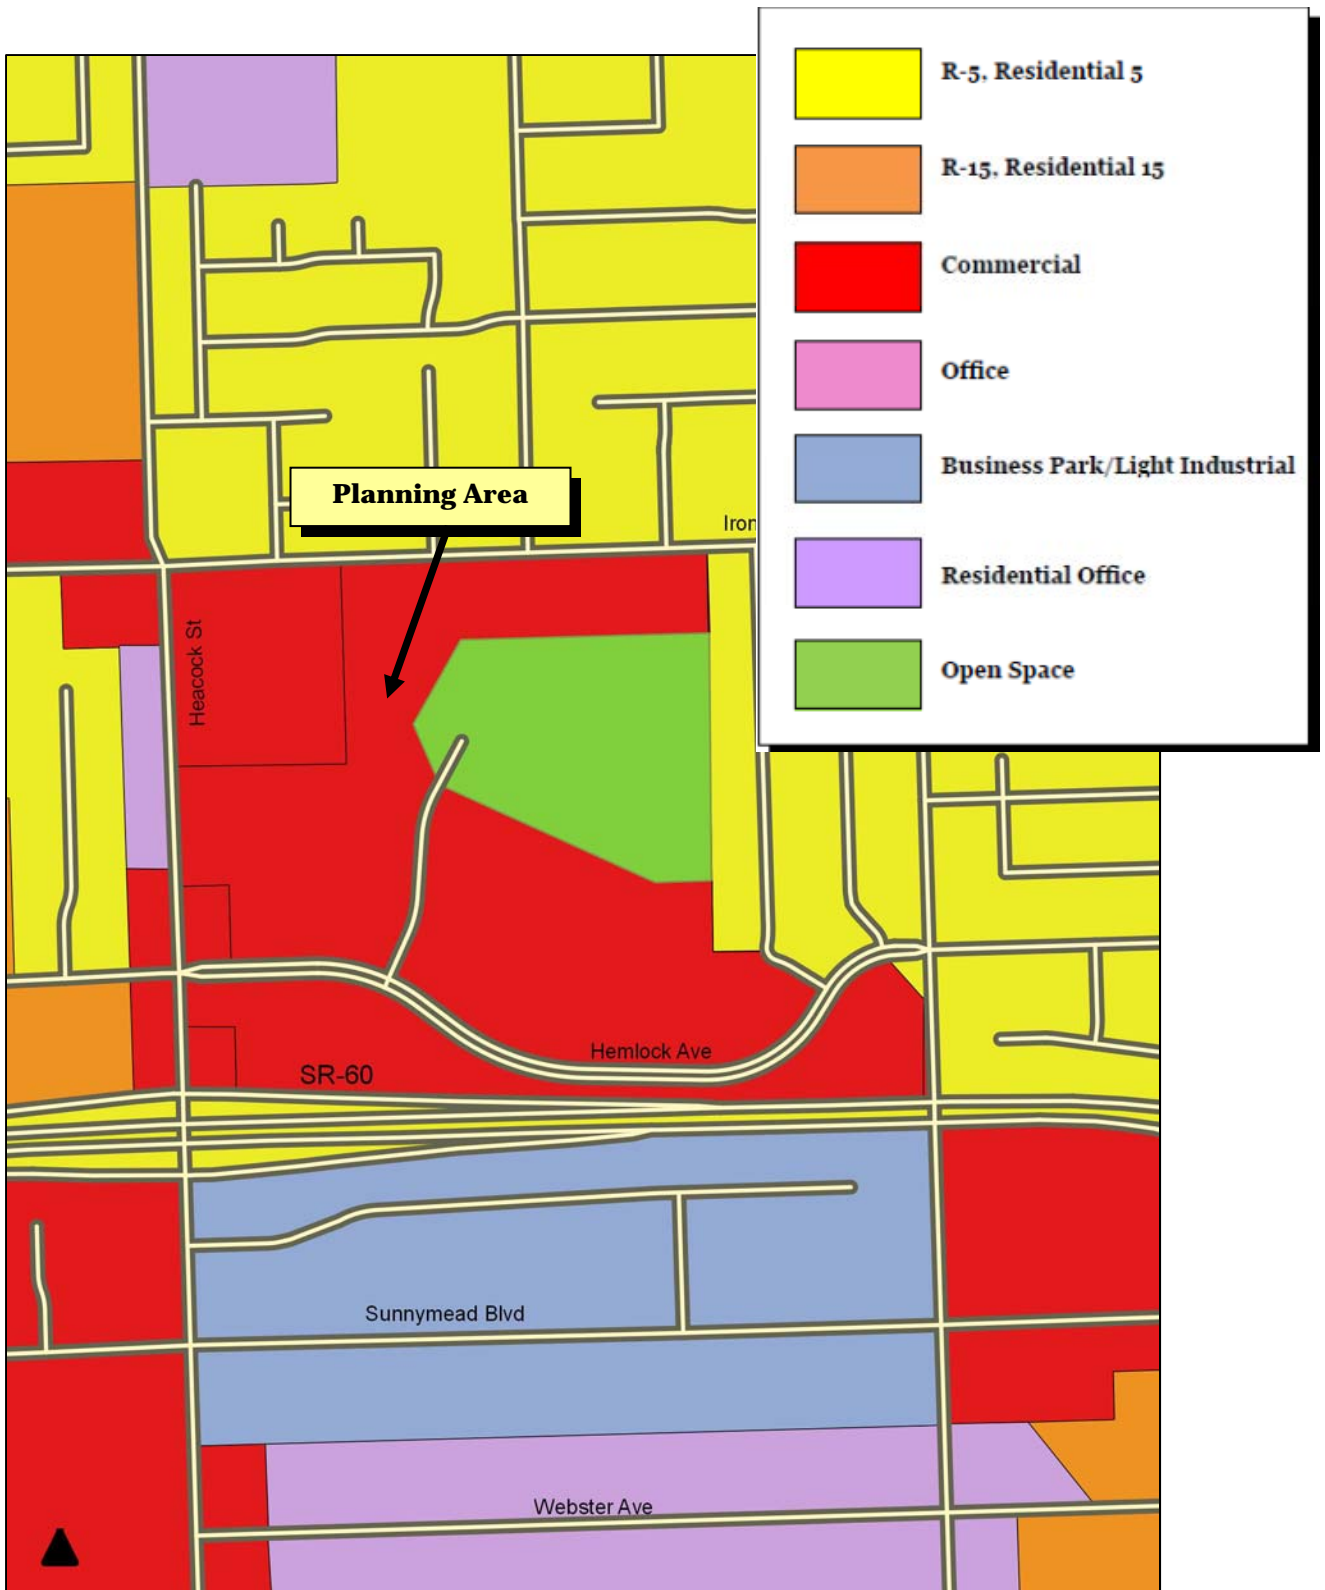 R-5, Residential 5
R-15, Residential 15
Commercial
Office
Business Park/Light Industrial
Residential Office
Open Space
Planning Area
Iron
Heacock St
Hemlock Ave
SR-60
Sunnymead Blvd
Webster Ave